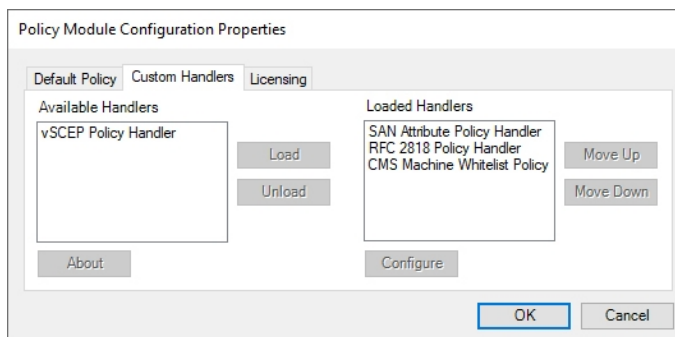 Policy Module Configuration Properties
Default Policy Custom Handlers Licensing
Available Handlers
vSCEP Policy Handler
Load
Unload
About
Loaded Handlers
SAN Attribute Policy Handler
RFC 2818 Policy Handler
CMS Machine Whitelist Policy
Move Up
Move Down
Configure
OK Cancel